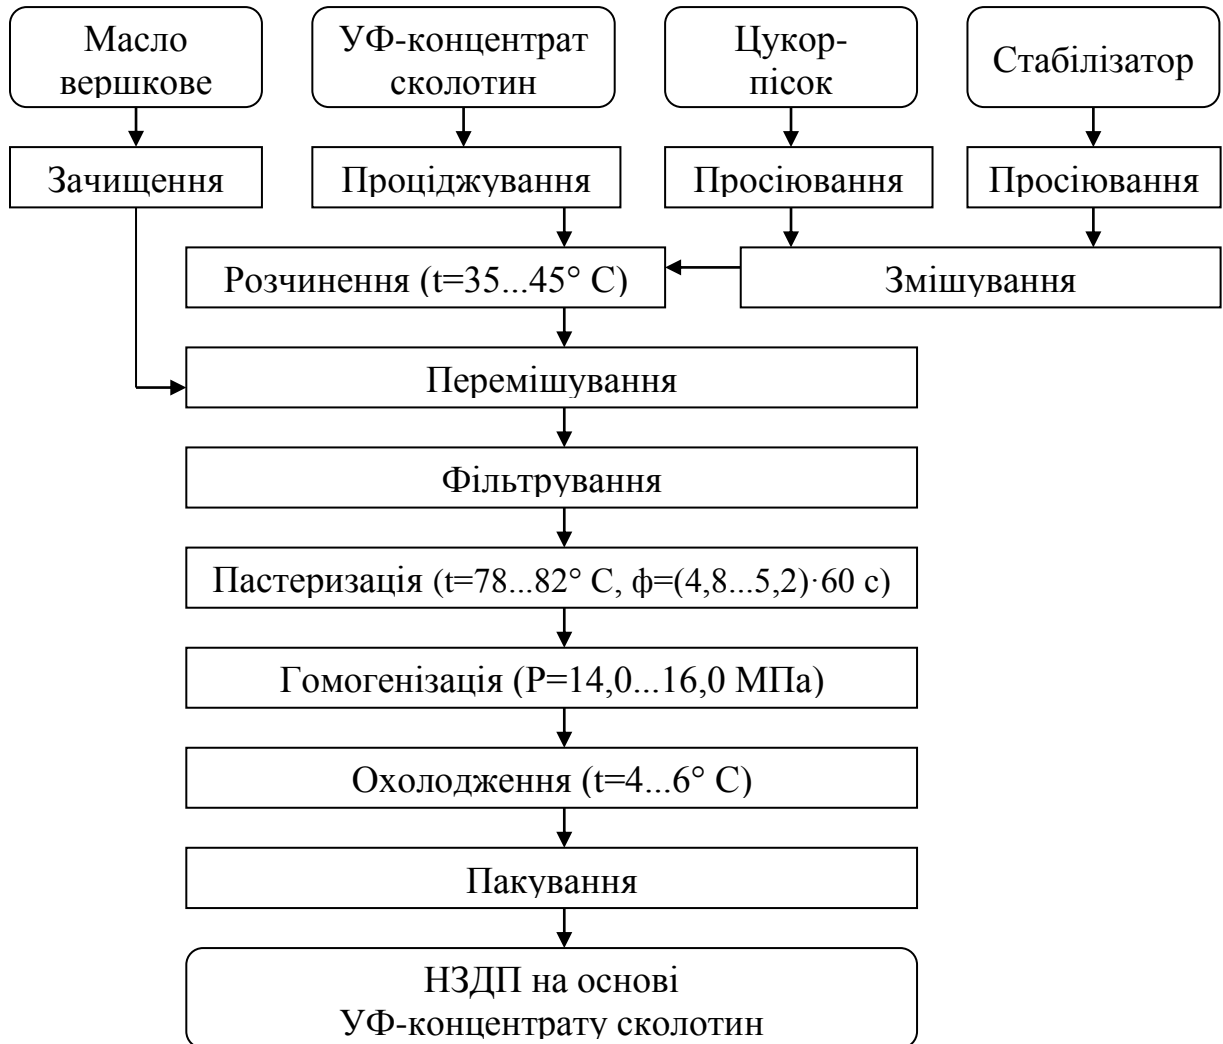 Масло
вершкове
УФ-концентрат
сколотин
Цукор-
пісок
Стабілізатор
Зачищення
Проціджування
Просіювання
Просіювання
Розчинення (t=35...45° С)
Змішування
Перемішування
Фільтрування
Пастеризація (t=78...82° С, ф=(4,8...5,2)·60 с)
Гомогенізація (Р=14,0...16,0 МПа)
Охолодження (t=4...6° С)
Пакування
НЗДП на основі
УФ-концентрату сколотин